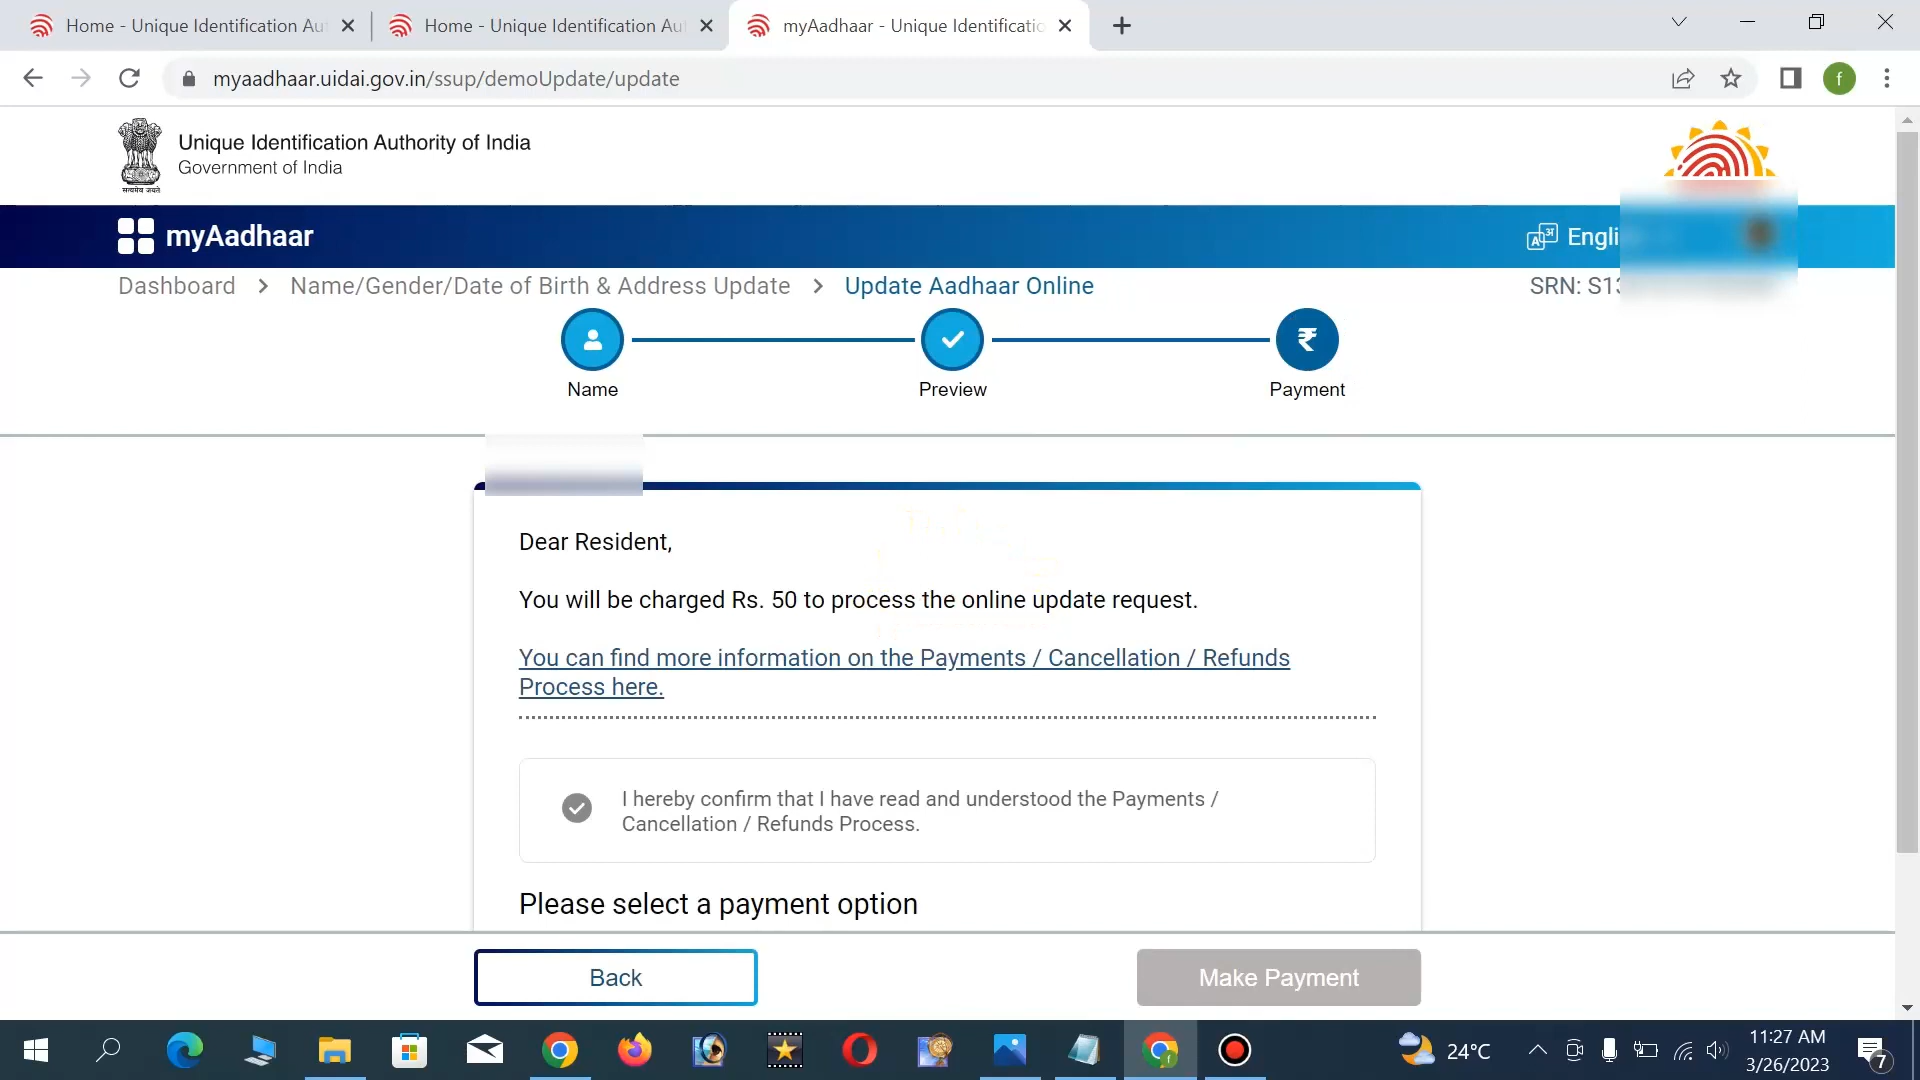 Home - Unique Identification Au
Home - Unique Identification Au
myAadhaar - Unique Identificatio
myaadhaar.uidai.gov.in/ssup/demoUpdate/update
f
Unique Identification Authority of India
Government of India
सत्यमेव जयते
myAadhaar
Engli
Dashboard > Name/Gender/Date of Birth & Address Update > Update Aadhaar Online
SRN: S13
₹
Name
Preview
Payment
Dear Resident,
You will be charged Rs. 50 to process the online update request.
You can find more information on the Payments / Cancellation / Refunds
Process here.
I hereby confirm that I have read and understood the Payments /
Cancellation / Refunds Process.
Please select a payment option
Back
Make Payment
24°C
11:27 AM
3/26/2023
7